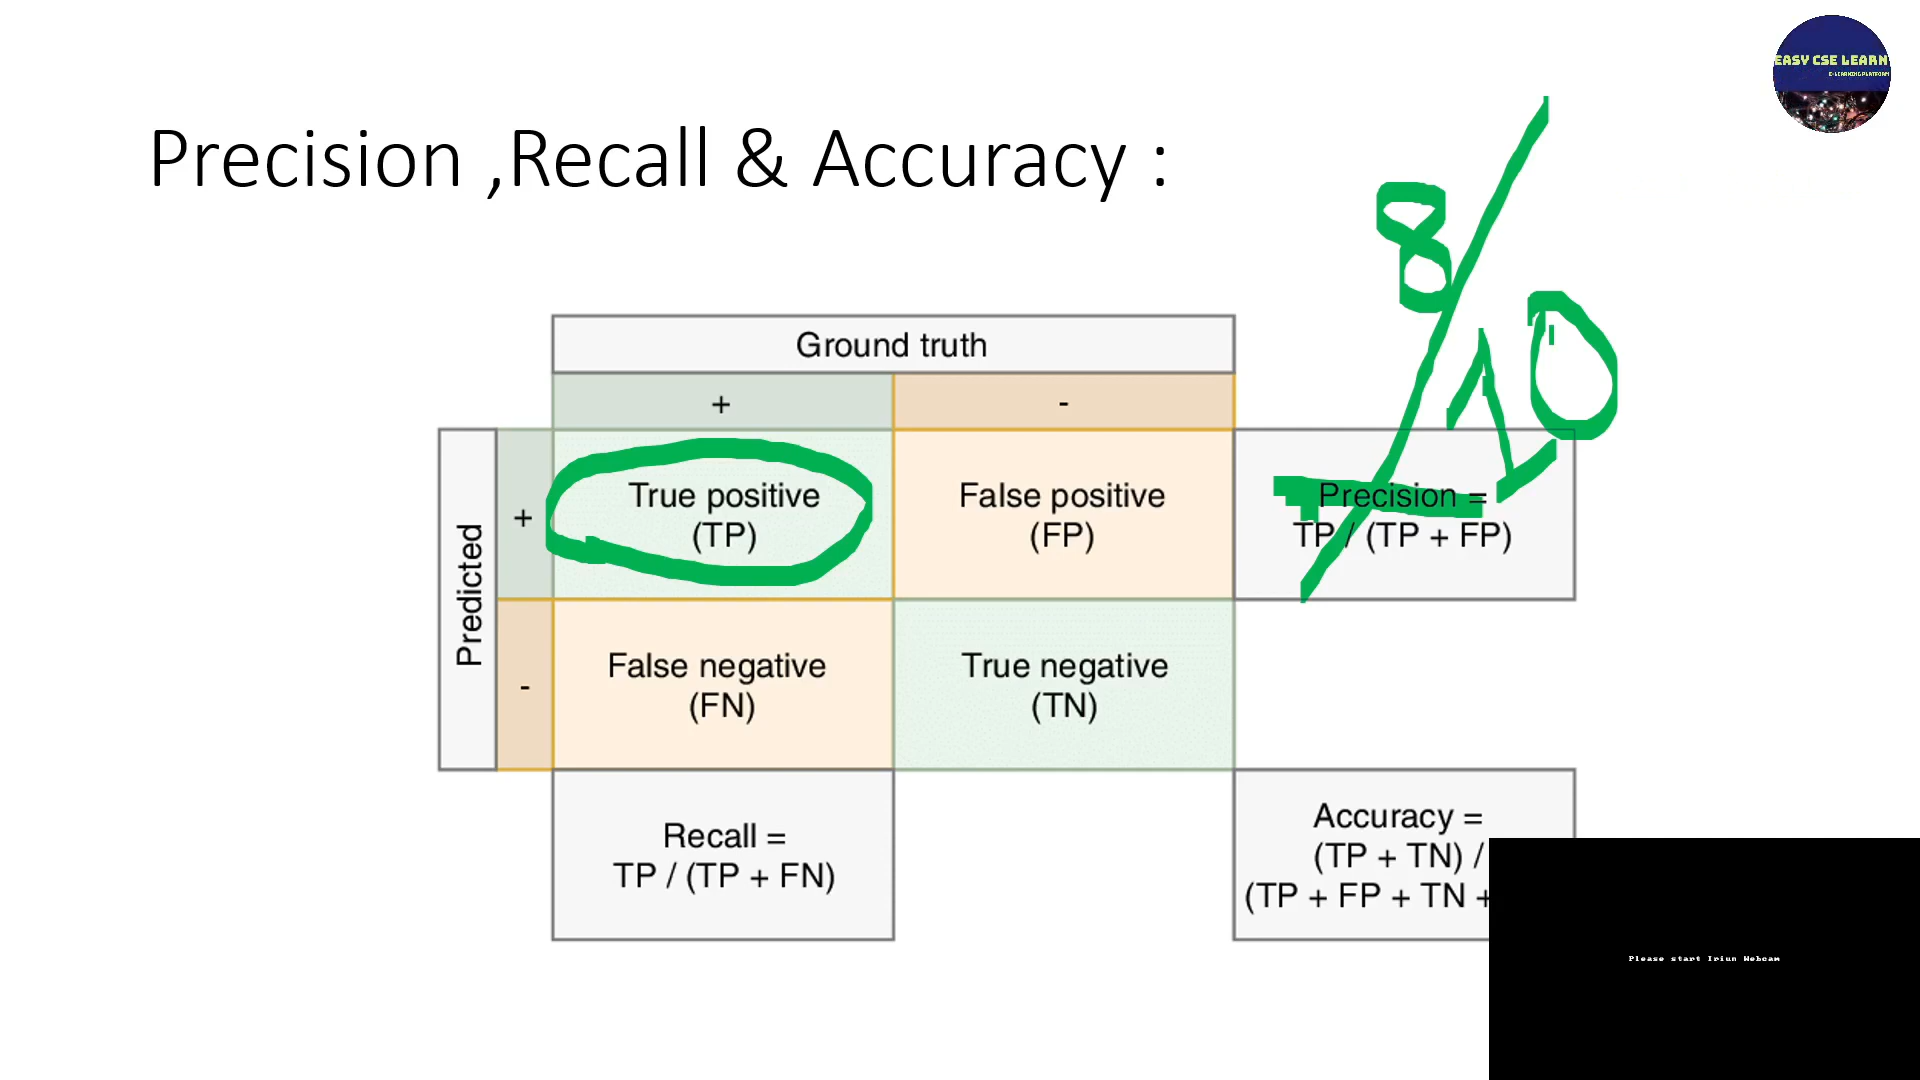 EASY CSE LEARN
E-LEARNING PLATFORM
Precision ,Recall & Accuracy :
8/10
Ground truth
+
-
Predicted
+
True positive
(TP)
False positive
(FP)
Precision =
TP / (TP + FP)
-
False negative
(FN)
True negative
(TN)
Recall =
TP / (TP + FN)
Accuracy =
(TP + TN) /
(TP + FP + TN +
Please start Iriun Webcam